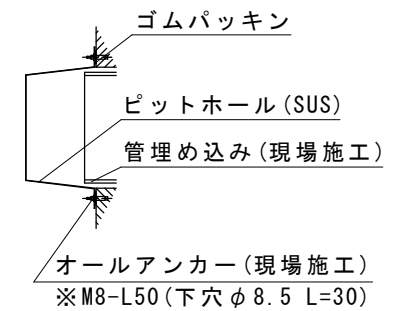 ゴムパッキン
ピットホール(SUS)
管埋め込み(現場施工)
オールアンカー(現場施工)
※M8-L50(下穴φ8.5 L=30)